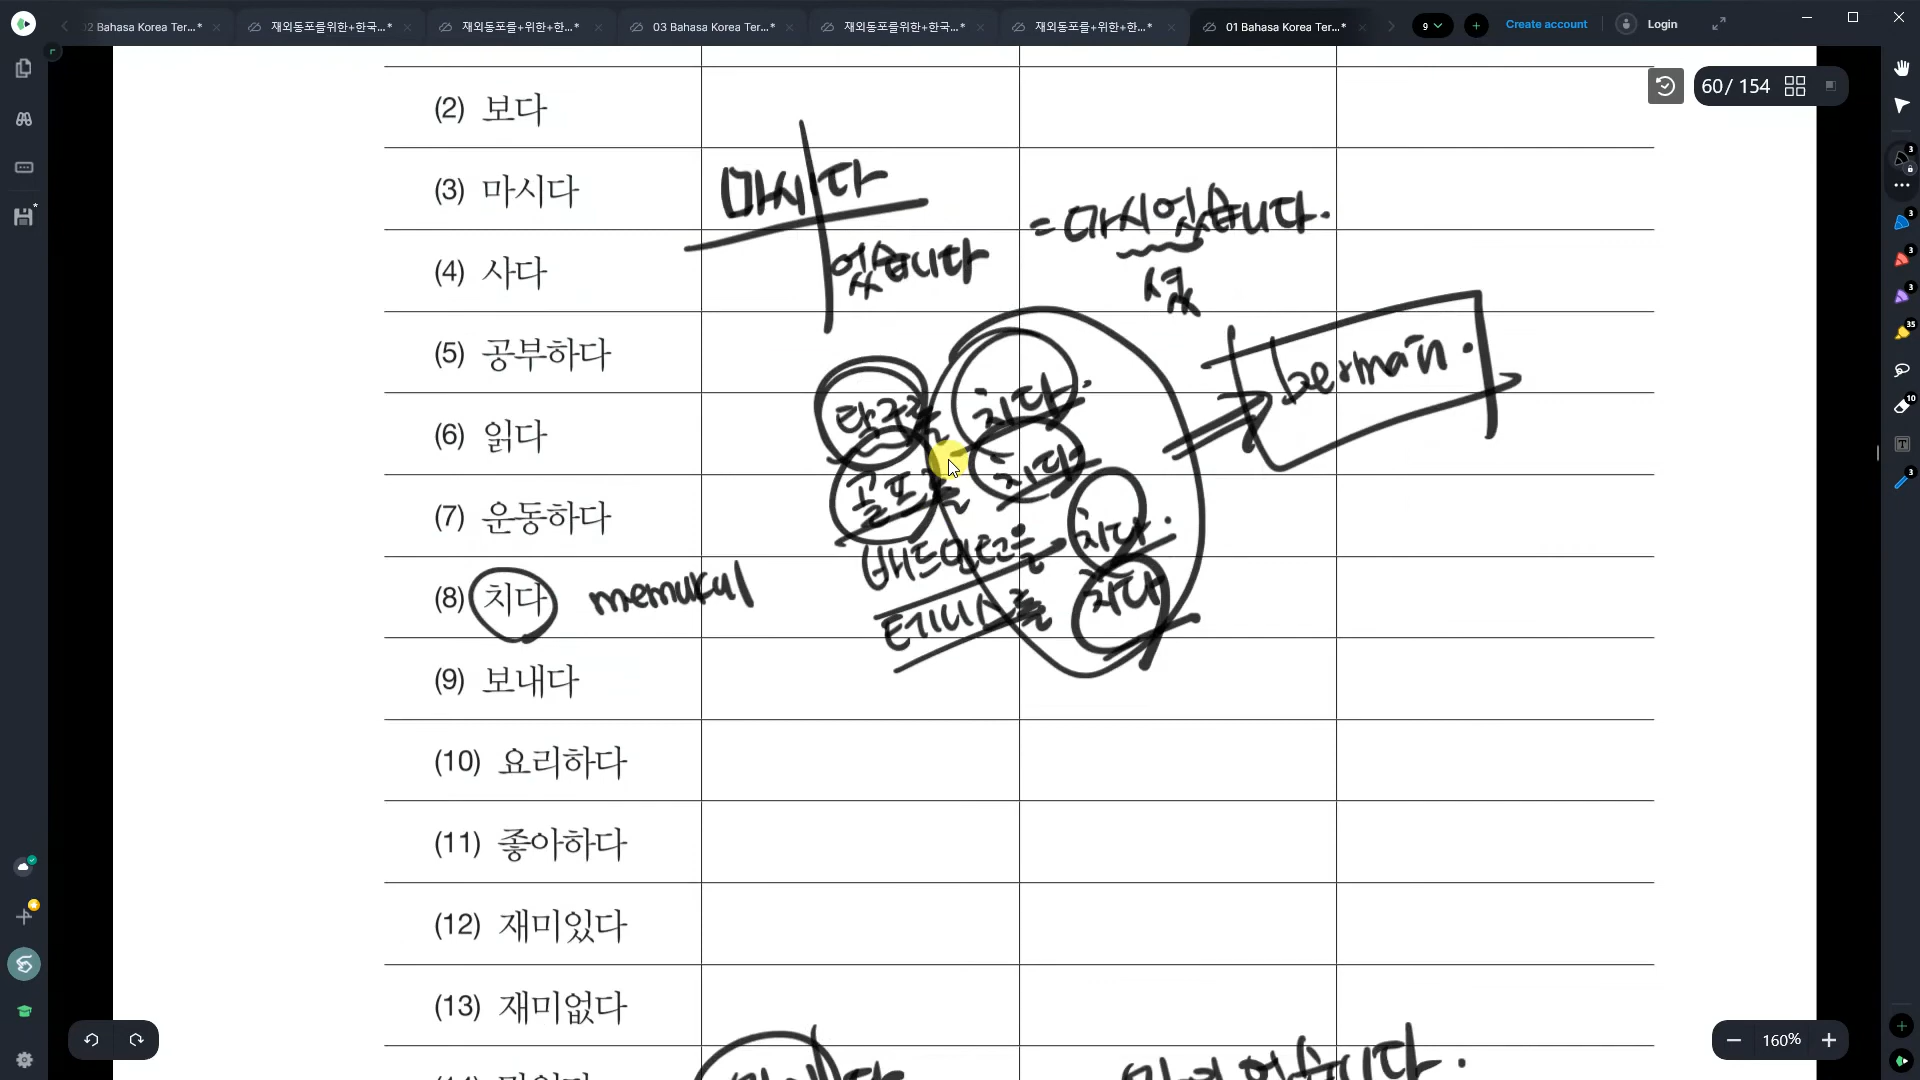 02 Bahasa Korea Ter...* 재외동포를위한+한국...* 재외동포를+위한+한...* 03 Bahasa Korea Ter...* 재외동포를위한+한국...* 재외동포를+위한+한...* 01 Bahasa Korea Ter...* 9 Create account Login
60 / 154
(2) 보다
(3) 마시다
마시다
었습니다
= 마시었습니다.
셨
(4) 사다
(5) 공부하다
bermain.
(6) 읽다
탁구를 치다.
골프를 치다
(7) 운동하다
배드민턴을 치다.
(8) 치다 memukul
테니스를 치다
(9) 보내다
(10) 요리하다
(11) 좋아하다
(12) 재미있다
(13) 재미없다
160%